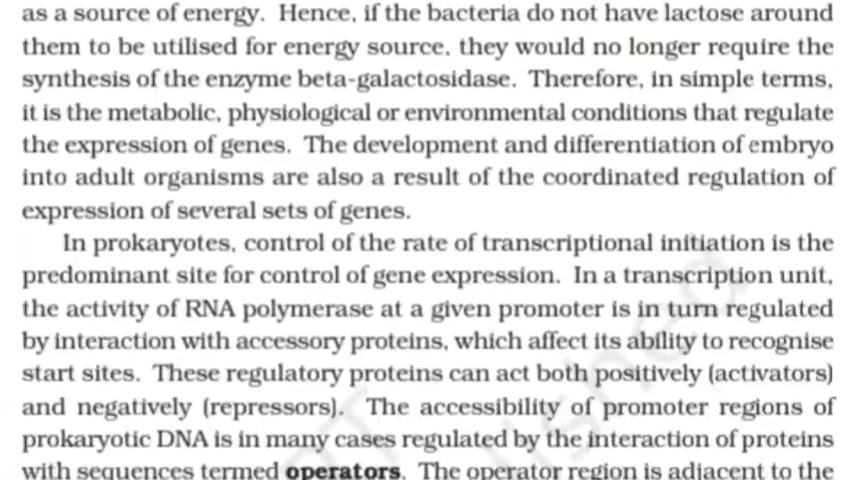 as a source of energy. Hence, if the bacteria do not have lactose around
them to be utilised for energy source, they would no longer require the
synthesis of the enzyme beta-galactosidase. Therefore, in simple terms,
it is the metabolic, physiological or environmental conditions that regulate
the expression of genes. The development and differentiation of embryo
into adult organisms are also a result of the coordinated regulation of
expression of several sets of genes.
In prokaryotes, control of the rate of transcriptional initiation is the
predominant site for control of gene expression. In a transcription unit,
the activity of RNA polymerase at a given promoter is in turn regulated
by interaction with accessory proteins, which affect its ability to recognise
start sites. These regulatory proteins can act both positively (activators)
and negatively (repressors). The accessibility of promoter regions of
prokaryotic DNA is in many cases regulated by the interaction of proteins
with sequences termed operators. The operator region is adjacent to the